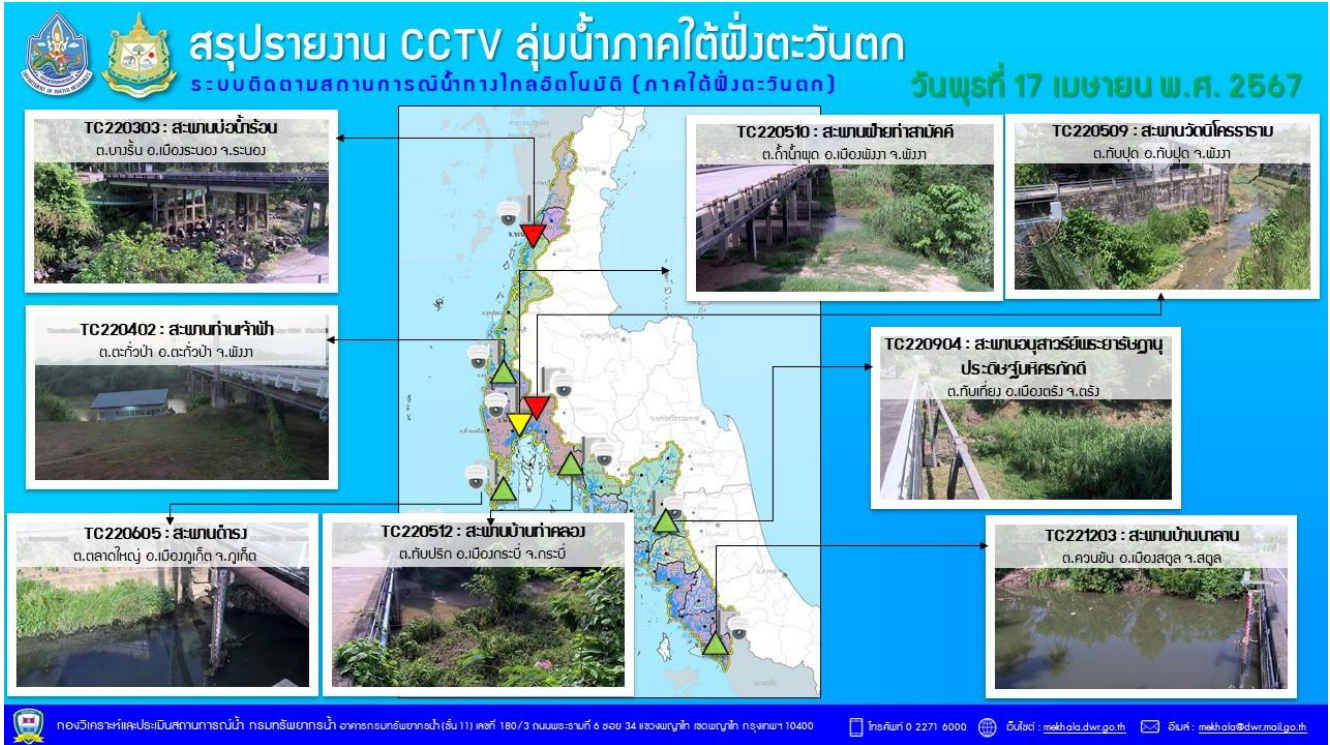 สรุปรายงาน CCTV ลุ่มน้ำภาคใต้ฝั่งตะวันตก
ระบบติดตามสถานการณ์น้ำทางไกลอัตโนมัติ (ภาคใต้ฝั่งตะวันตก)
วันพุธที่ 17 เมษายน พ.ศ. 2567
TC220303 : สะพานบ่อน้ำร้อน
ต.บางริ้น อ.เมืองระนอง จ.ระนอง
TC220510 : สะพานฝ่ายท่าสามัคคี
ต.ถ้ำน้ำผุด อ.เมืองพังงา จ.พังงา
TC220509 : สะพานวัดนิโครธาราม
ต.ทับปุด อ.ทับปุด จ.พังงา
TC220402 : สะพานท่านเจ้าฟ้า
ต.ตะกั่วป่า อ.ตะกั่วป่า จ.พังงา
TC220904 : สะพานอนุสาวรีย์พระยารัษฎานุ
ประดิษฐ์มหิศรภักดี
ต.ทับเที่ยง อ.เมืองตรัง จ.ตรัง
TC220605 : สะพานดำรง
ต.ตลาดใหญ่ อ.เมืองภูเก็ต จ.ภูเก็ต
TC220512 : สะพานบ้านท่าคลอง
ต.ทับปริก อ.เมืองกระบี่ จ.กระบี่
TC221203 : สะพานบ้านนาลาน
ต.ควนขัน อ.เมืองสตูล จ.สตูล
กองวิเคราะห์และประเมินสถานการณ์น้ำ กรมทรัพยากรน้ำ อาคารกรมทรัพยากรน้ำ (ชั้น 11) เลขที่ 180/3 ถนนพระรามที่ 6 ซอย 34 แขวงพญาไท เขตพญาไท กรุงเทพฯ 10400
โทรศัพท์ 0 2271 6000
เว็บไซต์ : mekhala.dwr.go.th
อีเมล์ : mekhala@dwr.mail.go.th